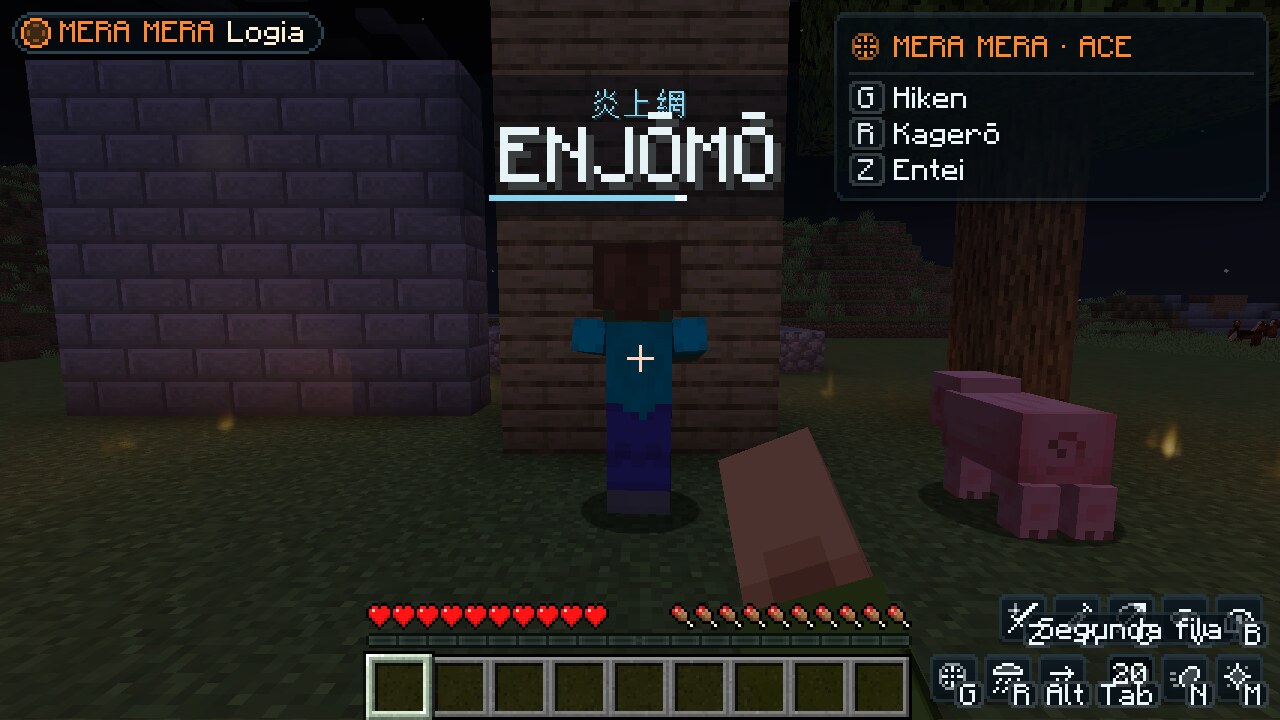 MERA MERA Logia
MERA MERA · ACE
G Hiken
R Kagerō
Z Entei
炎上網
ENJŌMŌ
Segunda fila
Z
B
20
G R Alt Tab N M